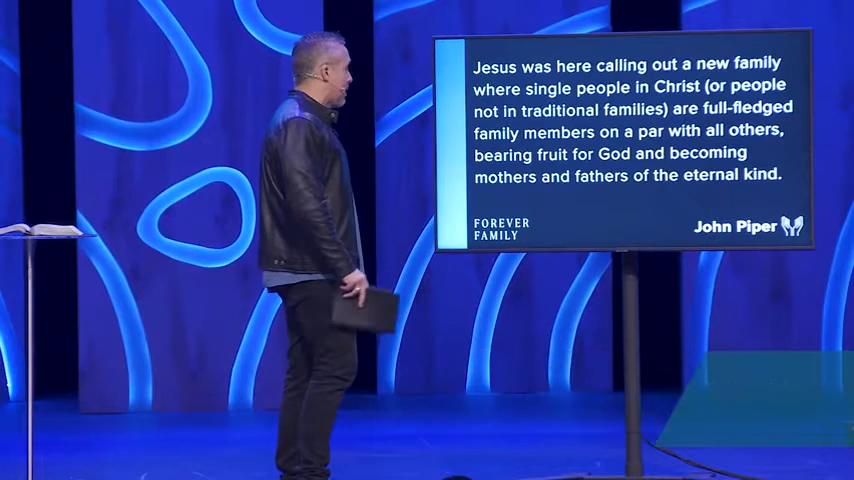 Jesus was here calling out a new family
where single people in Christ (or people
not in traditional families) are full-fledged
family members on a par with all others,
bearing fruit for God and becoming
mothers and fathers of the eternal kind.
FOREVER
FAMILY
John Piper